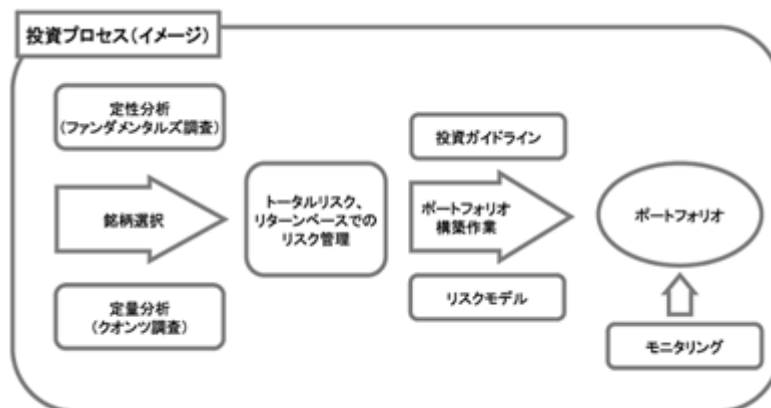 投資プロセス(イメージ)
定性分析
(ファンダメンタルズ調査)
銘柄選択
定量分析
(クオンツ調査)
トータルリスク、
リターンベースでの
リスク管理
投資ガイドライン
ポートフォリオ
構築作業
リスクモデル
ポートフォリオ
モニタリング